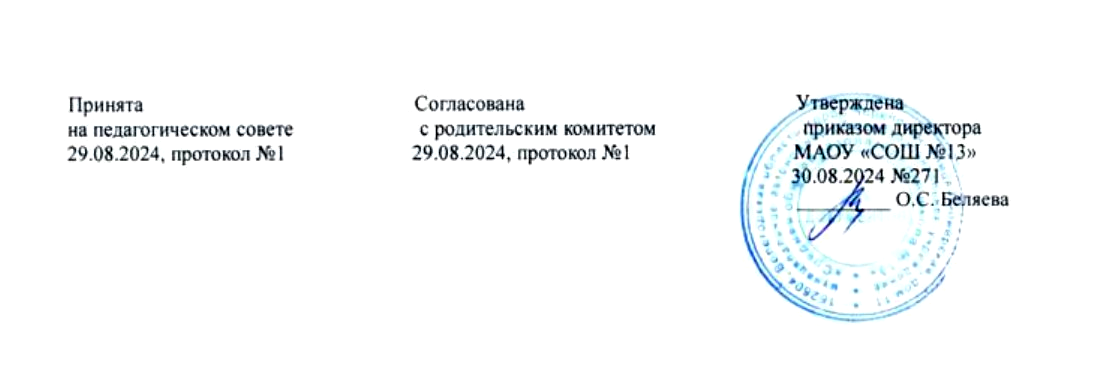 Принята
на педагогическом совете
29.08.2024, протокол №1
Согласована
с родительским комитетом
29.08.2024, протокол №1
Утверждена
приказом директора
МАОУ «СОШ №13»
30.08.2024 №271
О.С. Беляева